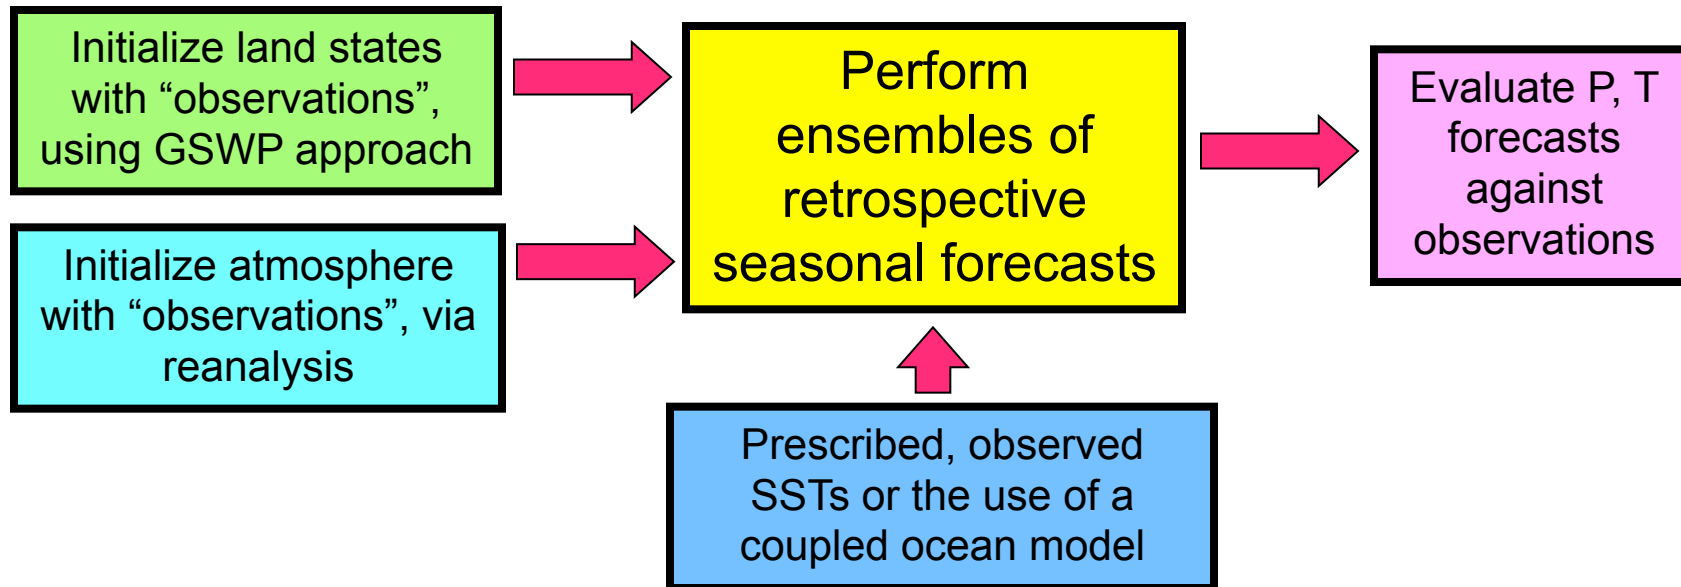 Initialize land states
with “observations”,
using GSWP approach
Initialize atmosphere
with “observations”, via
reanalysis
Perform
ensembles of
retrospective
seasonal forecasts
Prescribed, observed
SSTs or the use of a
coupled ocean model
Evaluate P, T
forecasts
against
observations